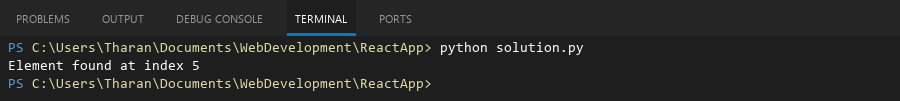 PROBLEMS OUTPUT DEBUG CONSOLE TERMINAL PORTS
PS C:\Users\Tharan\Documents\WebDevelopment\ReactApp> python solution.py
Element found at index 5
PS C:\Users\Tharan\Documents\WebDevelopment\ReactApp>